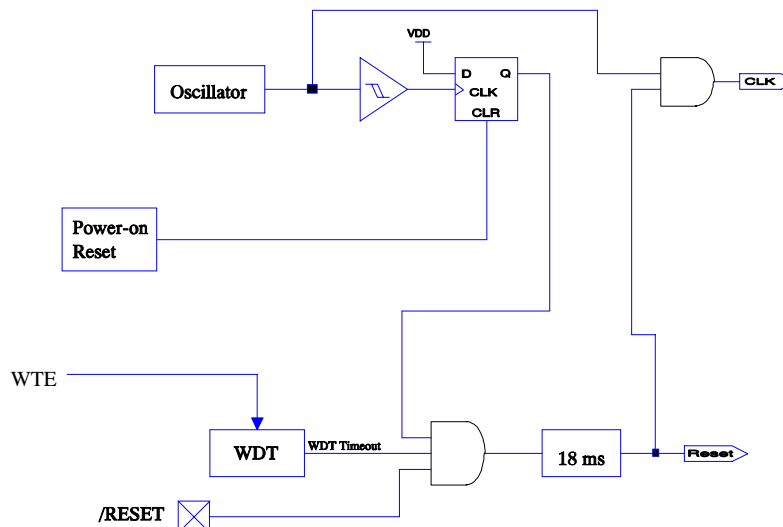 VDD
D
Q
CLK
CLR
Oscillator
CLK
Power-on
Reset
WTE
WDT
WDT Timeout
18 ms
Reset
/RESET